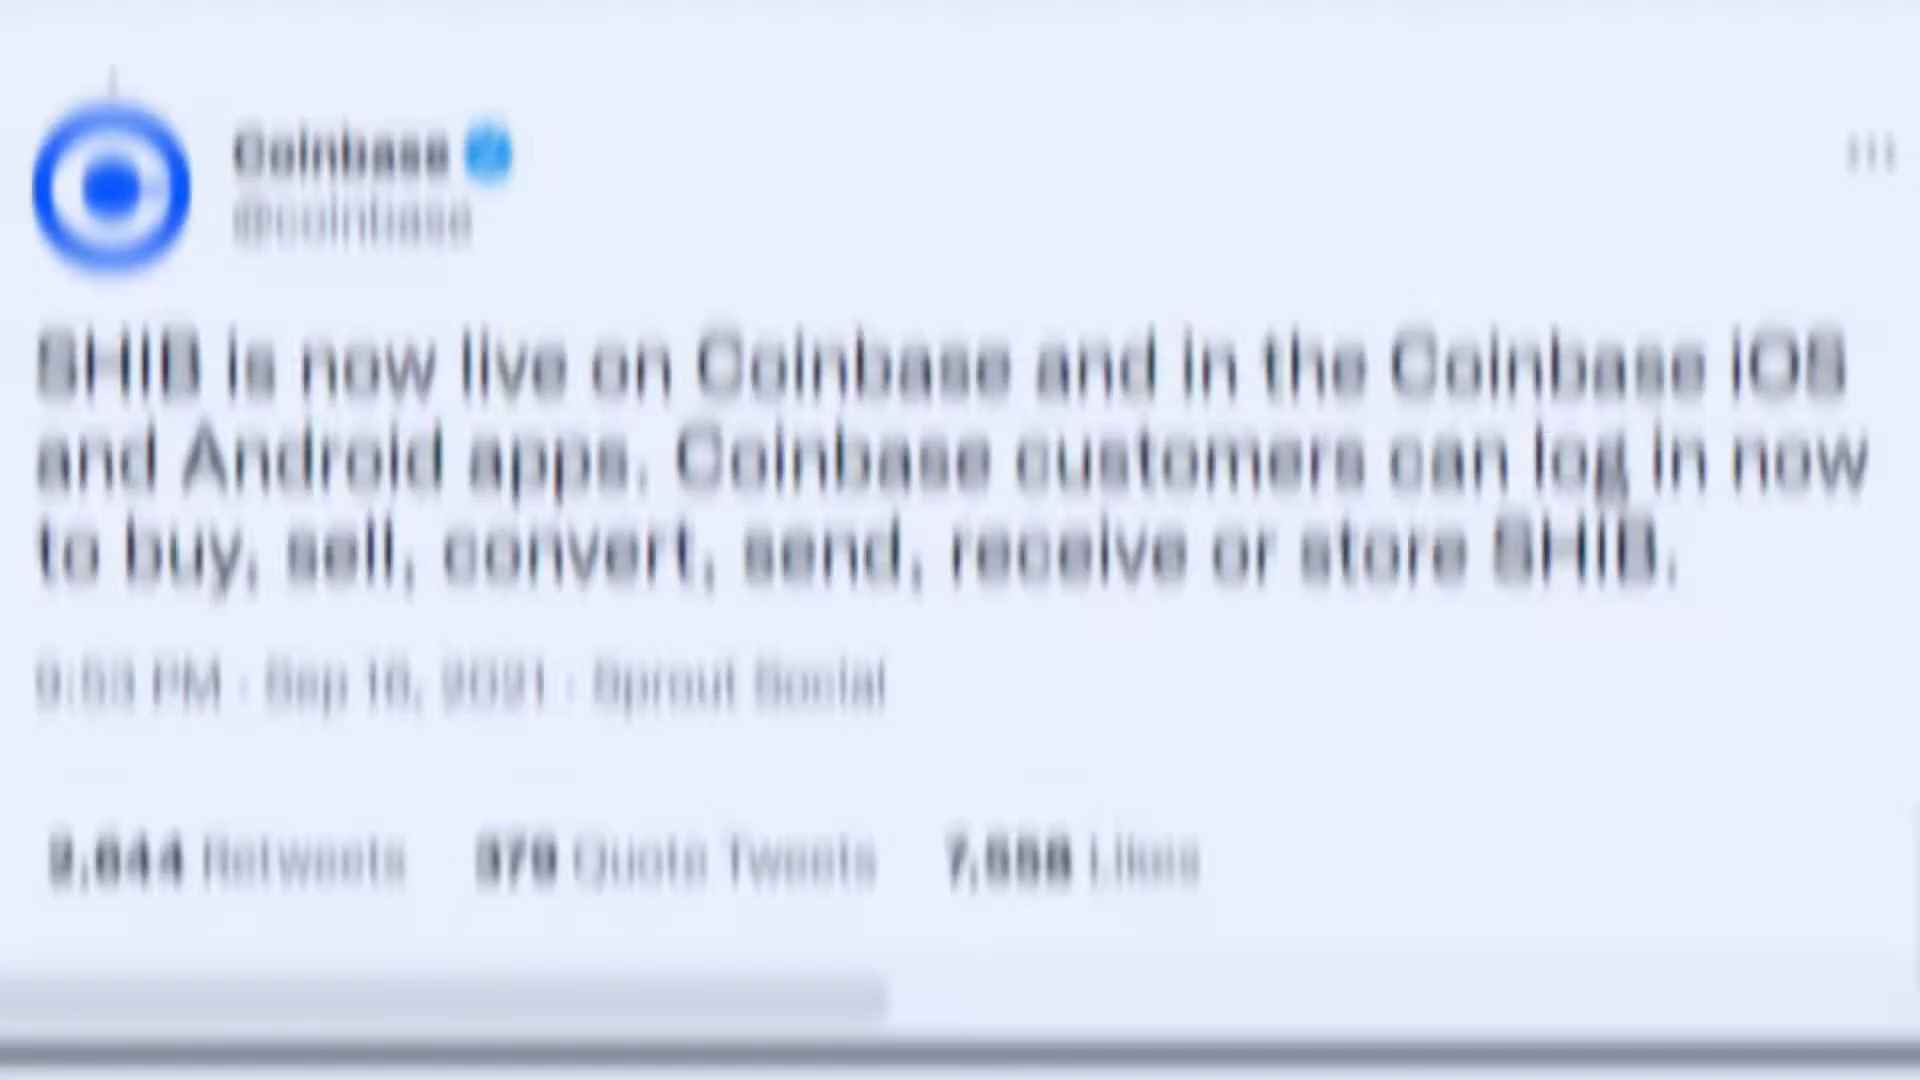 Coinbase
@coinbase
SHIB is now live on Coinbase and in the Coinbase iOS
and Android apps. Coinbase customers can log in now
to buy, sell, convert, send, receive or store SHIB.
PM · Sep 16, 2021 · Sprout Social
2,644 Retweets Quote Tweets Likes